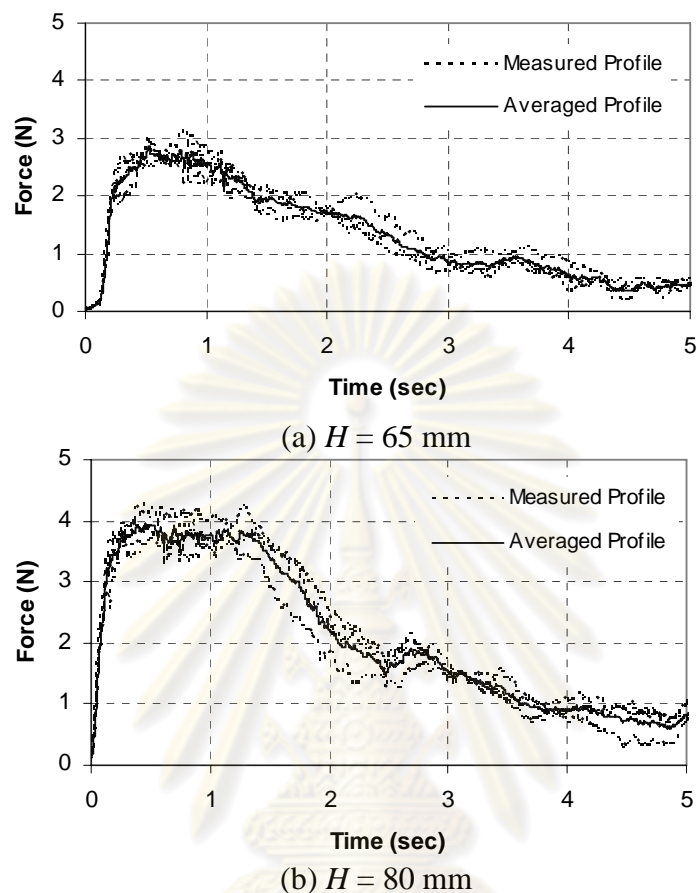 5
4
3
2
1
0
Force (N)
Measured Profile
Averaged Profile
0 1 2 3 4 5
Time (sec)
(a) H = 65 mm
5
4
3
2
1
0
Force (N)
Measured Profile
Averaged Profile
0 1 2 3 4 5
Time (sec)
(b) H = 80 mm